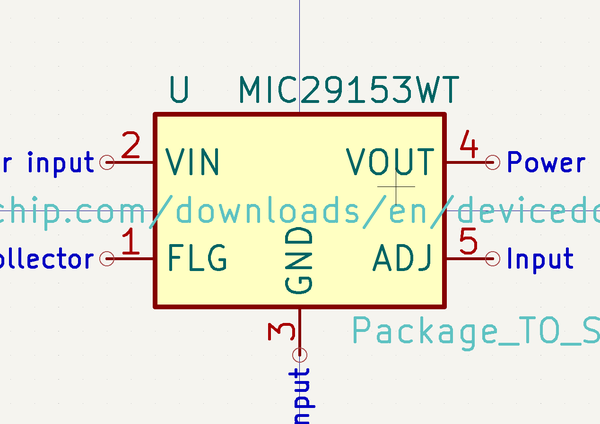 U MIC29153WT
r input 2 VIN VOUT 4 Power
chip.com/downloads/en/devicedo
ollector 1 FLG GND ADJ 5 Input
3 Package_TO_S
nput